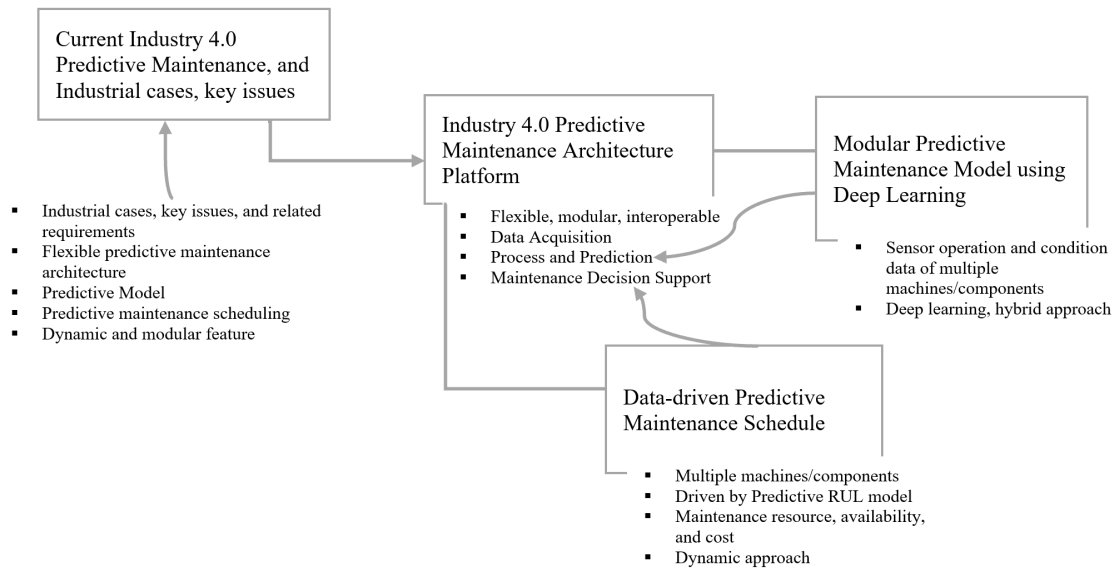 Current Industry 4.0
Predictive Maintenance, and
Industrial cases, key issues
▪ Industrial cases, key issues, and related
requirements
▪ Flexible predictive maintenance
architecture
▪ Predictive Model
▪ Predictive maintenance scheduling
▪ Dynamic and modular feature
Industry 4.0 Predictive
Maintenance Architecture
Platform
▪ Flexible, modular, interoperable
▪ Data Acquisition
▪ Process and Prediction
▪ Maintenance Decision Support
Modular Predictive
Maintenance Model using
Deep Learning
▪ Sensor operation and condition
data of multiple
machines/components
▪ Deep learning, hybrid approach
Data-driven Predictive
Maintenance Schedule
▪ Multiple machines/components
▪ Driven by Predictive RUL model
▪ Maintenance resource, availability,
and cost
▪ Dynamic approach